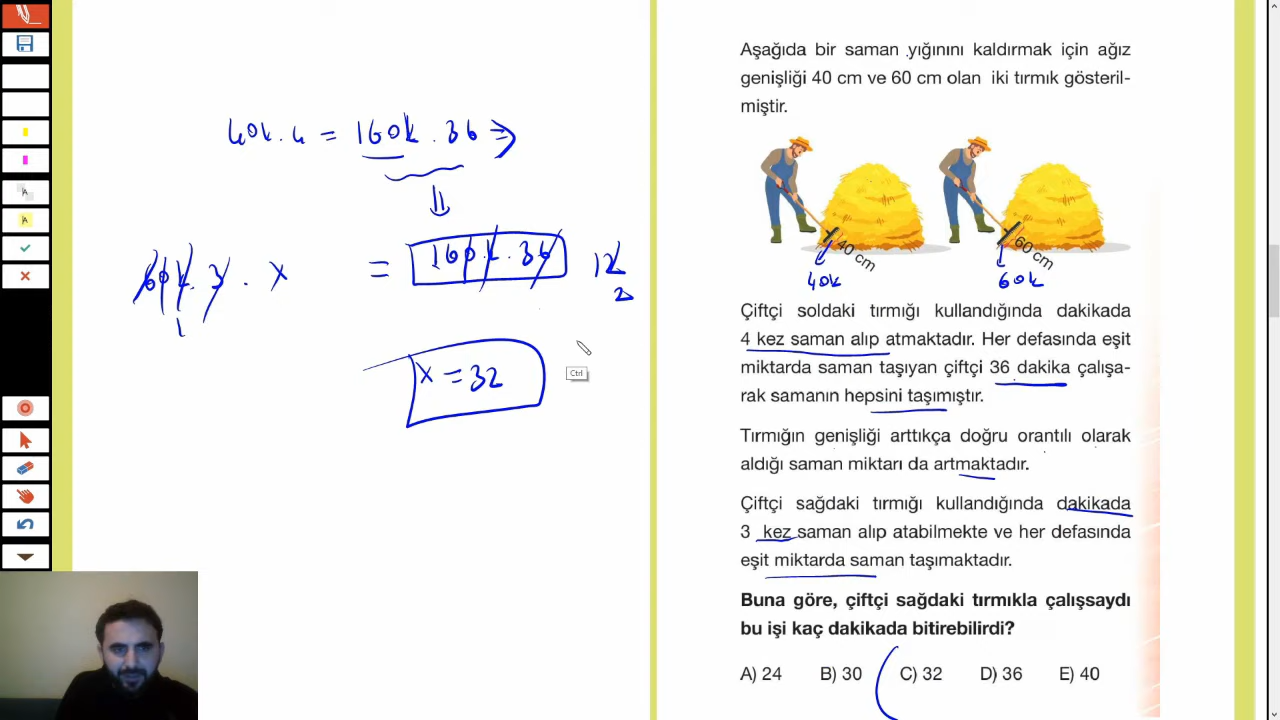 40k.4 = 160k.36 ⇒
60k.3.x = 160k.36 12
2
1
x = 32
Ctrl
A
A
Aşağıda bir saman yığınını kaldırmak için ağız
genişliği 40 cm ve 60 cm olan iki tırmık gösteril-
miştir.
40 cm
60 cm
40k
60k
Çiftçi soldaki tırmığı kullandığında dakikada
4 kez saman alıp atmaktadır. Her defasında eşit
miktarda saman taşıyan çiftçi 36 dakika çalışa-
rak samanın hepsini taşımıştır.
Tırmığın genişliği arttıkça doğru orantılı olarak
aldığı saman miktarı da artmaktadır.
Çiftçi sağdaki tırmığı kullandığında dakikada
3 kez saman alıp atabilmekte ve her defasında
eşit miktarda saman taşımaktadır.
Buna göre, çiftçi sağdaki tırmıkla çalışsaydı
bu işi kaç dakikada bitirebilirdi?
A) 24 B) 30 C) 32 D) 36 E) 40